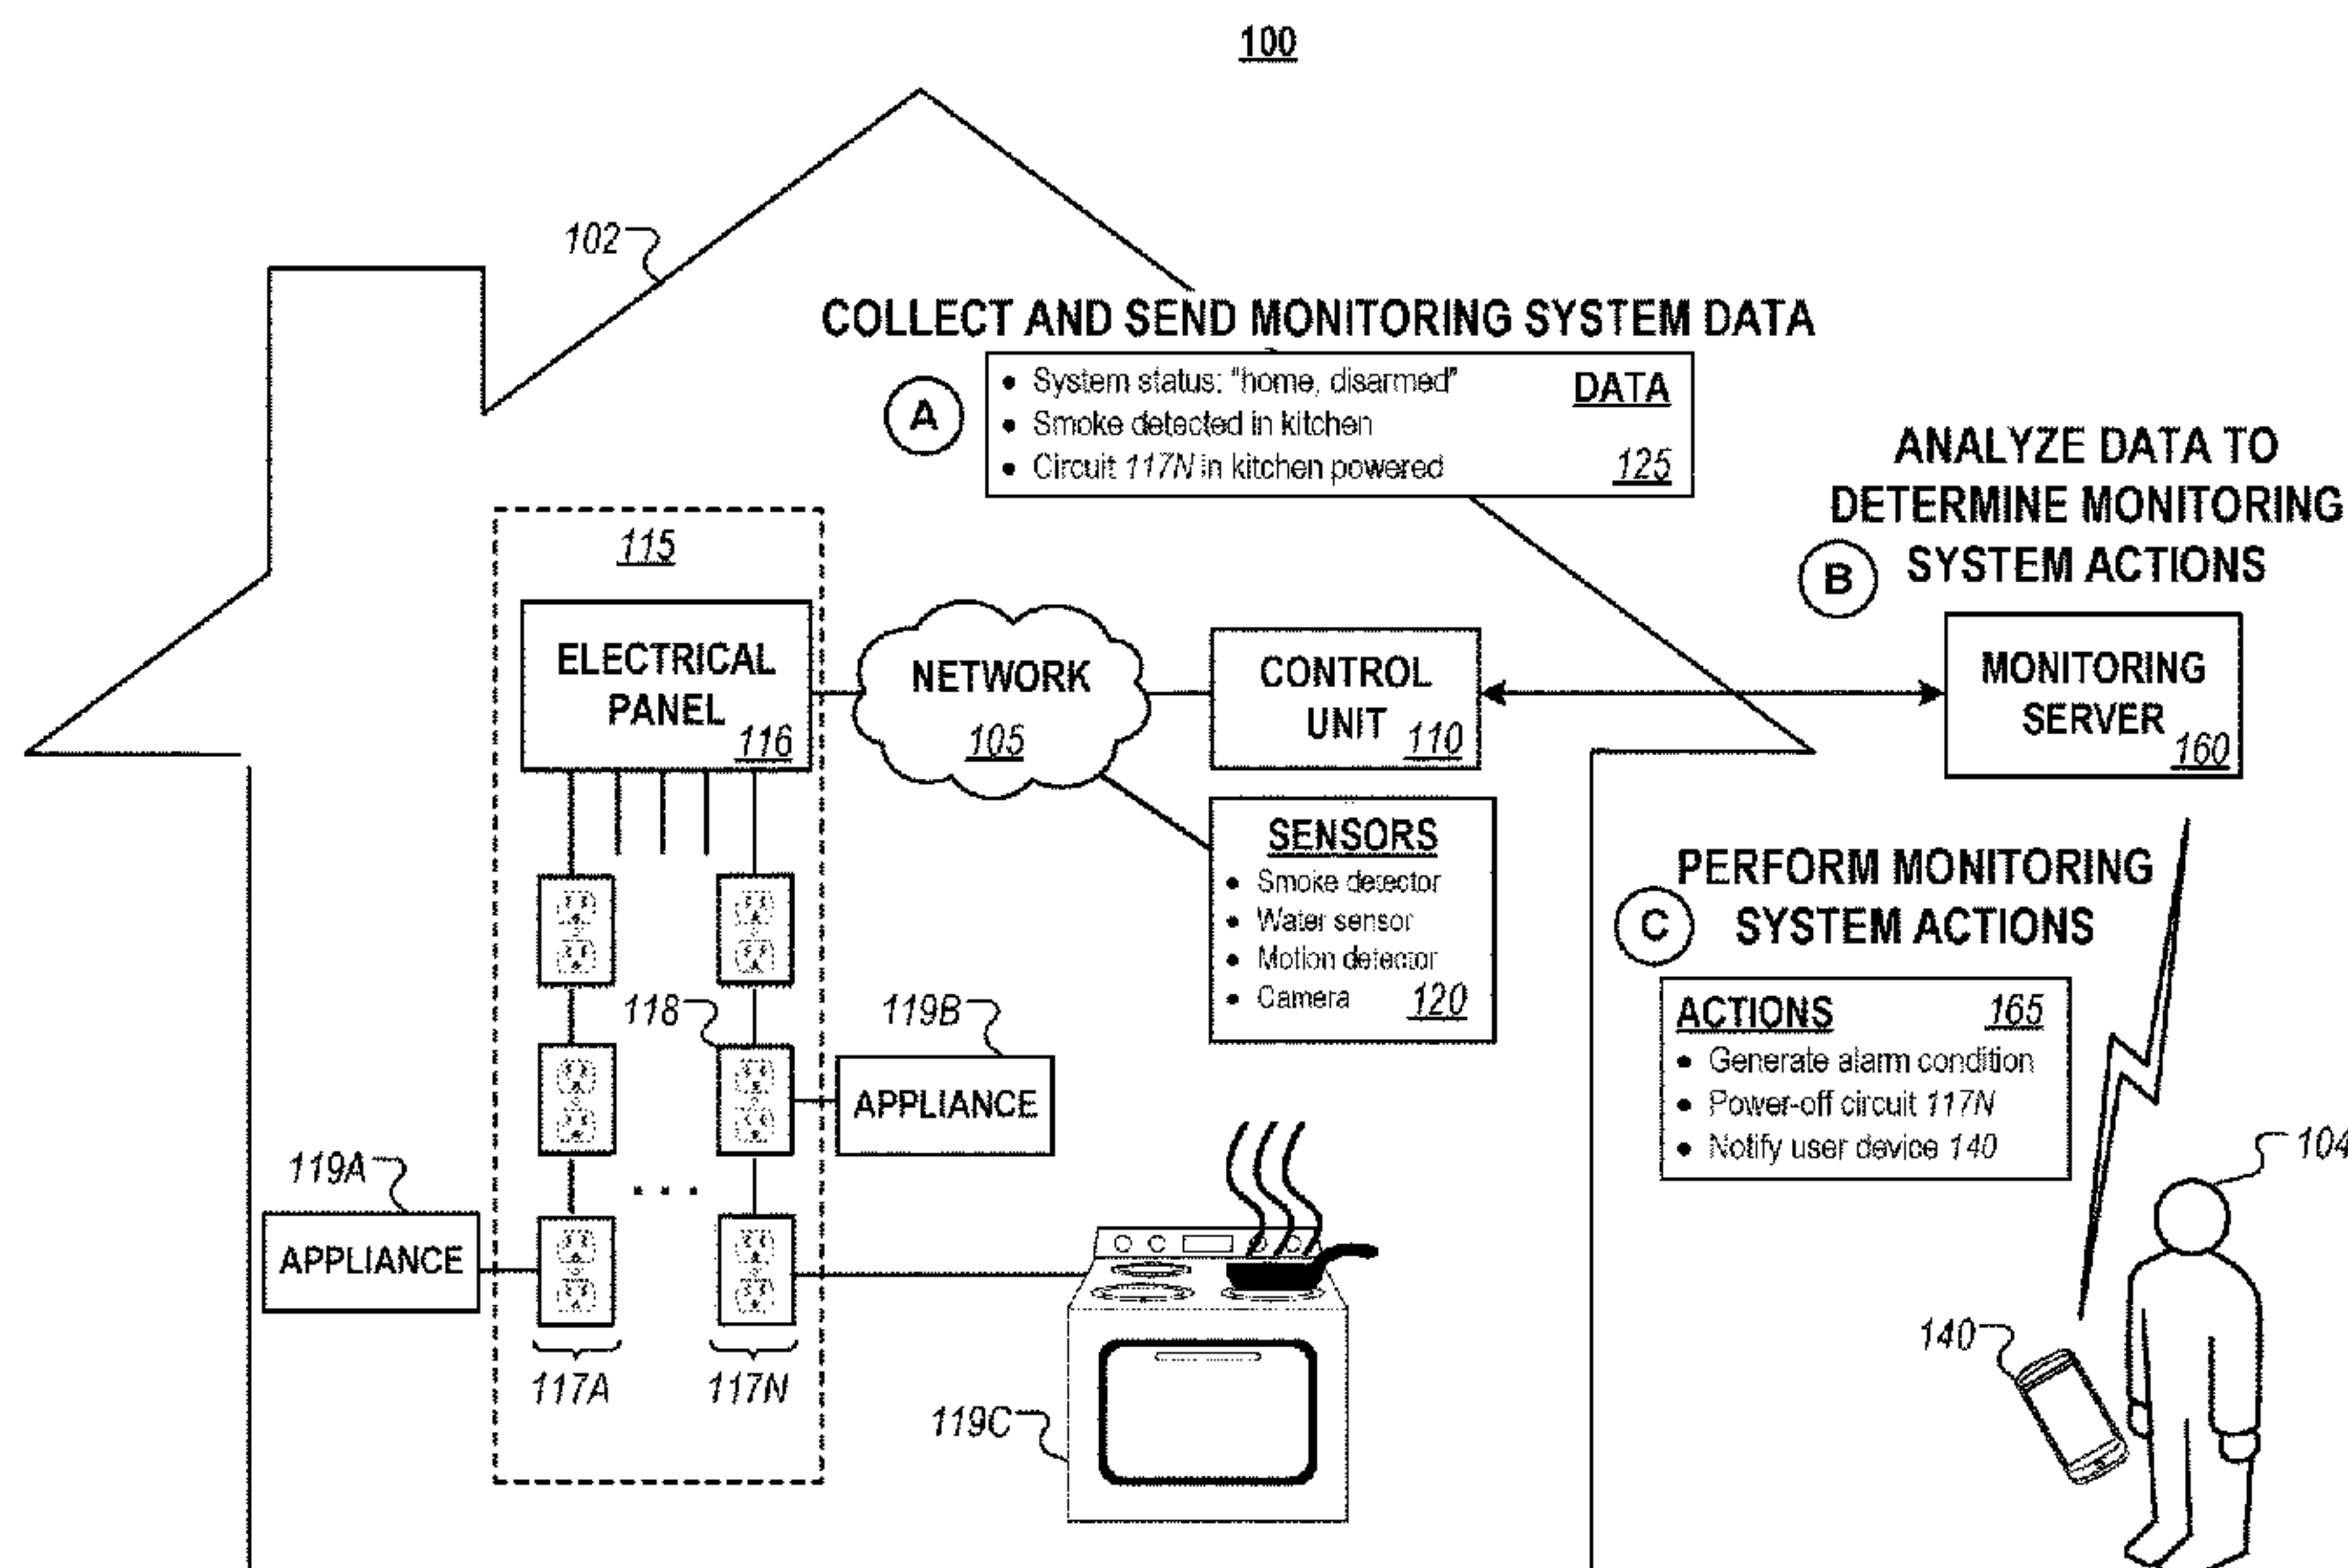 100
102
COLLECT AND SEND MONITORING SYSTEM DATA
A
• System status: "home, disarmed"
DATA
• Smoke detected in kitchen
• Circuit 117N in kitchen powered
125
ANALYZE DATA TO
DETERMINE MONITORING
B
SYSTEM ACTIONS
115
ELECTRICAL
PANEL
116
NETWORK
105
CONTROL
UNIT
110
MONITORING
SERVER
160
SENSORS
• Smoke detector
• Water sensor
• Motion detector
• Camera
120
PERFORM MONITORING
C
SYSTEM ACTIONS
ACTIONS
165
• Generate alarm condition
• Power-off circuit 117N
• Notify user device 140
118
119B
APPLIANCE
104
119A
APPLIANCE
117A
. . .
117N
119C
140